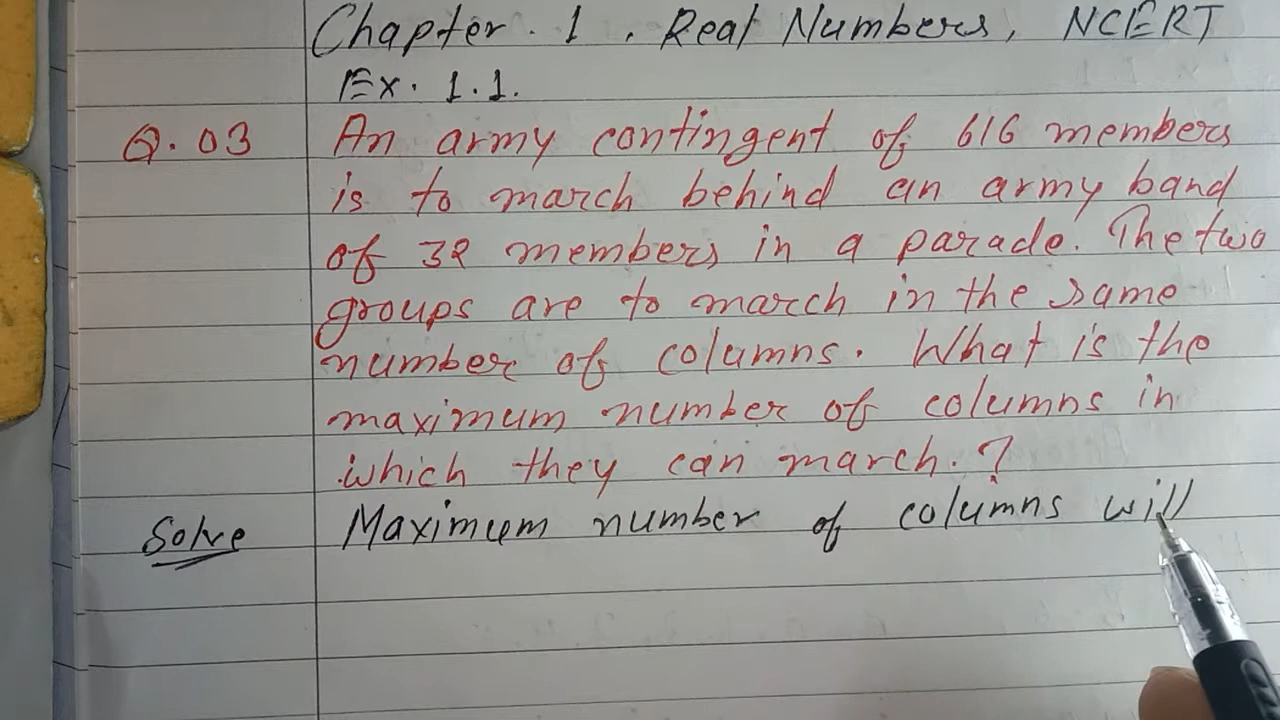 Chapter. 1, Real Numbers, NCERT
Ex. 1.1.
Q. 03 An army contingent of 616 members
is to march behind an army band
of 32 members in a parade. The two
groups are to march in the same
number of columns. What is the
maximum number of columns in
which they can march.?
Solve Maximum number of columns will